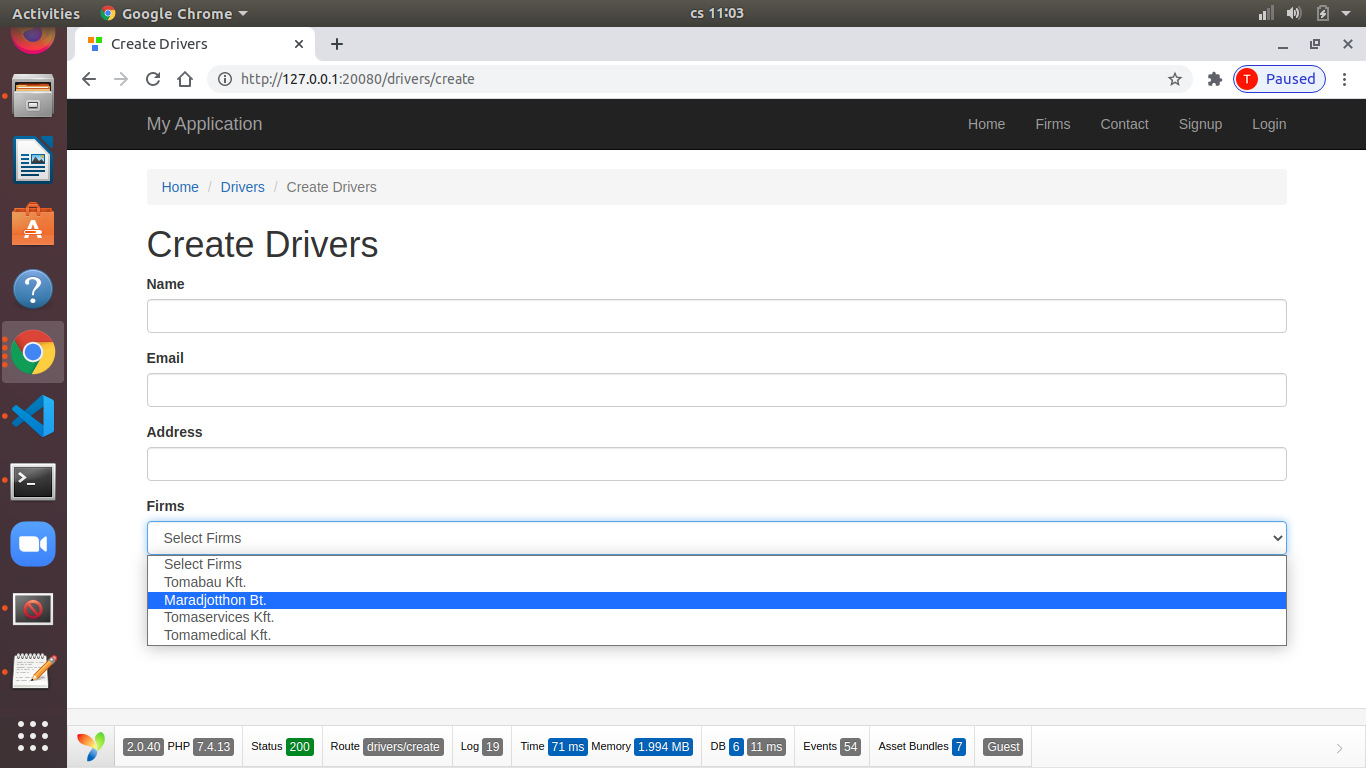 Activities Google Chrome cs 11:03
Create Drivers
http://127.0.0.1:20080/drivers/create T Paused
My Application Home Firms Contact Signup Login
Home / Drivers / Create Drivers
Create Drivers
Name
Email
Address
Firms
Select Firms
Select Firms
Tomabau Kft.
Maradjotthon Bt.
Tomaservices Kft.
Tomamedical Kft.
2.0.40 PHP 7.4.13 Status 200 Route drivers/create Log 19 Time 71 ms Memory 1.994 MB DB 6 11 ms Events 54 Asset Bundles 7 Guest